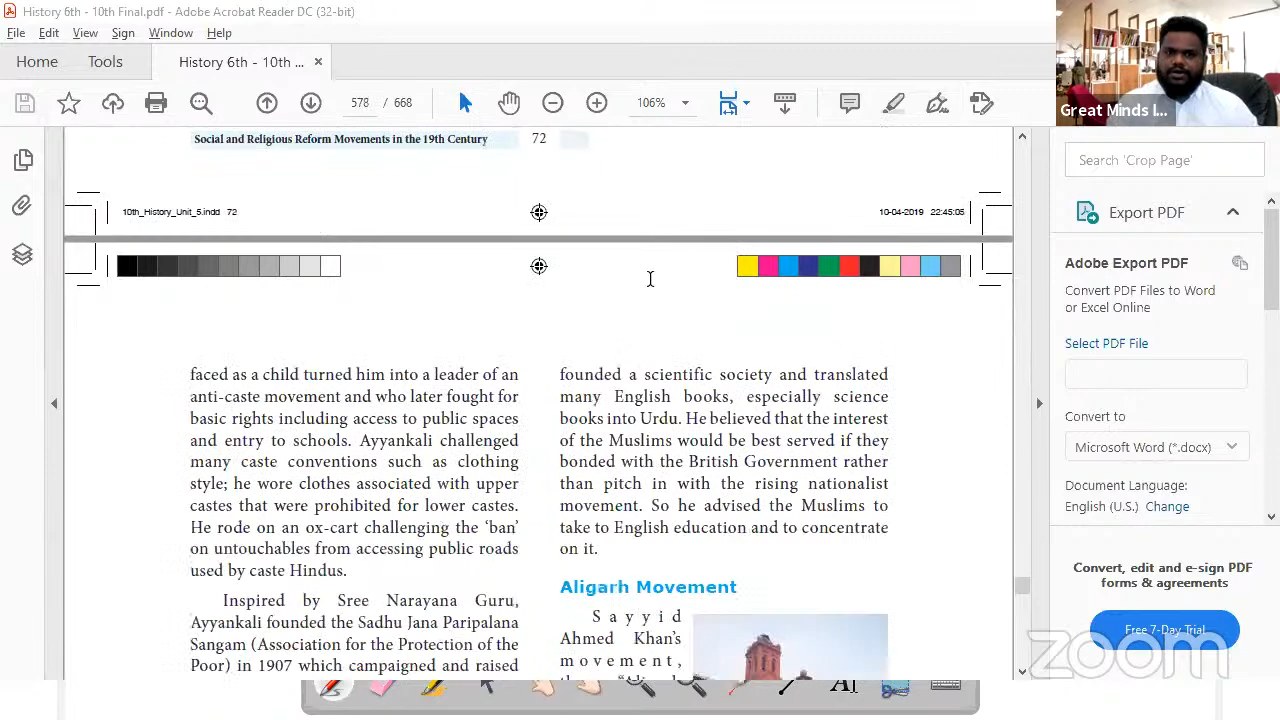 History 6th - 10th Final.pdf - Adobe Acrobat Reader DC (32-bit)
File Edit View Sign Window Help
Home Tools History 6th - 10th ... ×
578 / 668 106%
Great Minds I...
Social and Religious Reform Movements in the 19th Century 72
10th_History_Unit_5.indd 72 10-04-2019 22:45:05
faced as a child turned him into a leader of an
anti-caste movement and who later fought for
basic rights including access to public spaces
and entry to schools. Ayyankali challenged
many caste conventions such as clothing
style; he wore clothes associated with upper
castes that were prohibited for lower castes.
He rode on an ox-cart challenging the ‘ban’
on untouchables from accessing public roads
used by caste Hindus.
Inspired by Sree Narayana Guru,
Ayyankali founded the Sadhu Jana Paripalana
Sangam (Association for the Protection of the
Poor) in 1907 which campaigned and raised
founded a scientific society and translated
many English books, especially science
books into Urdu. He believed that the interest
of the Muslims would be best served if they
bonded with the British Government rather
than pitch in with the rising nationalist
movement. So he advised the Muslims to
take to English education and to concentrate
on it.
Aligarh Movement
Sayyid
Ahmed Khan’s
movement,
Search 'Crop Page'
Export PDF
Adobe Export PDF
Convert PDF Files to Word
or Excel Online
Select PDF File
Convert to
Microsoft Word (*.docx)
Document Language:
English (U.S.) Change
Convert, edit and e-sign PDF
forms & agreements
Free 7-Day Trial
zoom